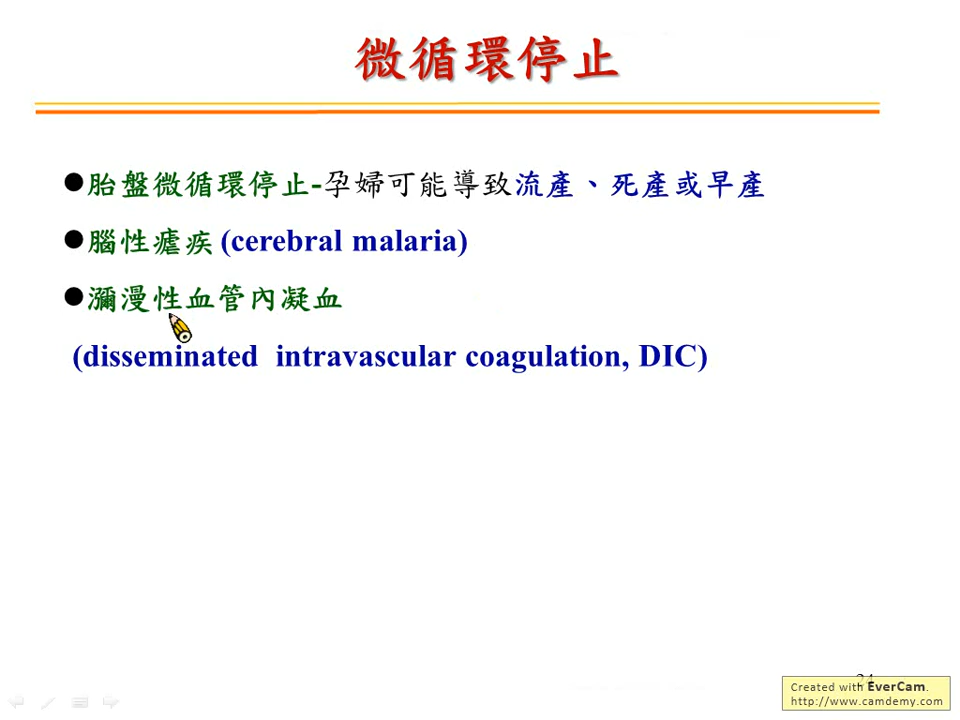 微循環停止
●胎盤微循環停止-孕婦可能導致流產、死產或早產
●腦性瘧疾 (cerebral malaria)
●瀰漫性血管內凝血
(disseminated intravascular coagulation, DIC)
24
Created with EverCam.
http://www.camdemy.com